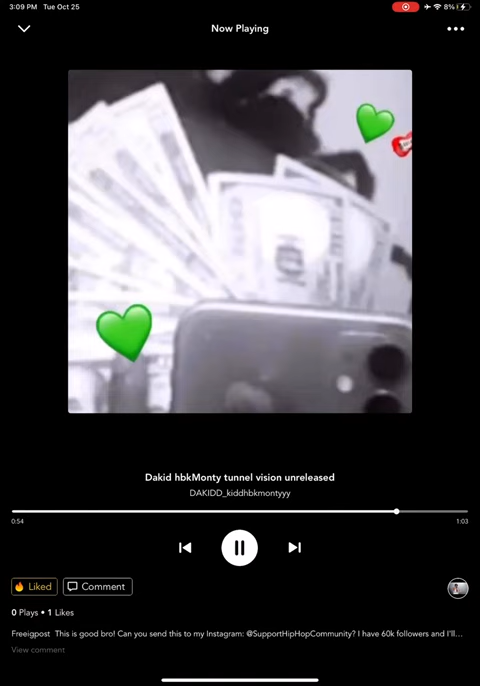 3:09 PM Tue Oct 25
8%
Now Playing
Dakid hbkMonty tunnel vision unreleased
DAKIDD_kiddhbkmontyyy
0:54
1:03
Liked
Comment
0 Plays • 1 Likes
Freeigpost This is good bro! Can you send this to my Instagram: @SupportHipHopCommunity? I have 60k followers and I'll...
View comment